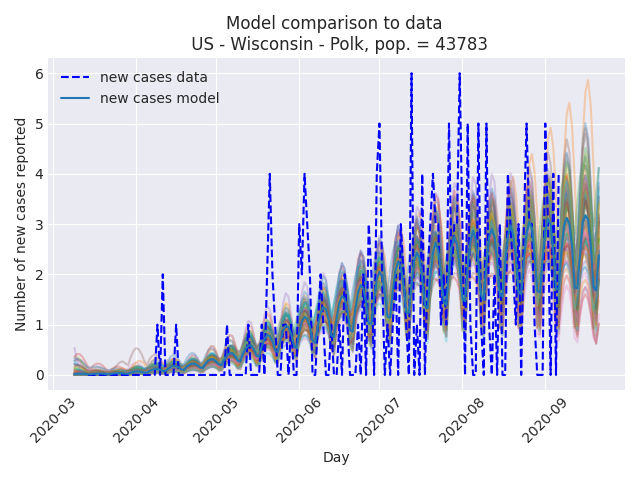 Model comparison to data
US - Wisconsin - Polk, pop. = 43783
new cases data
new cases model
Number of new cases reported
6
5
4
3
2
1
0
2020-03
2020-04
2020-05
2020-06
2020-07
2020-08
2020-09
Day